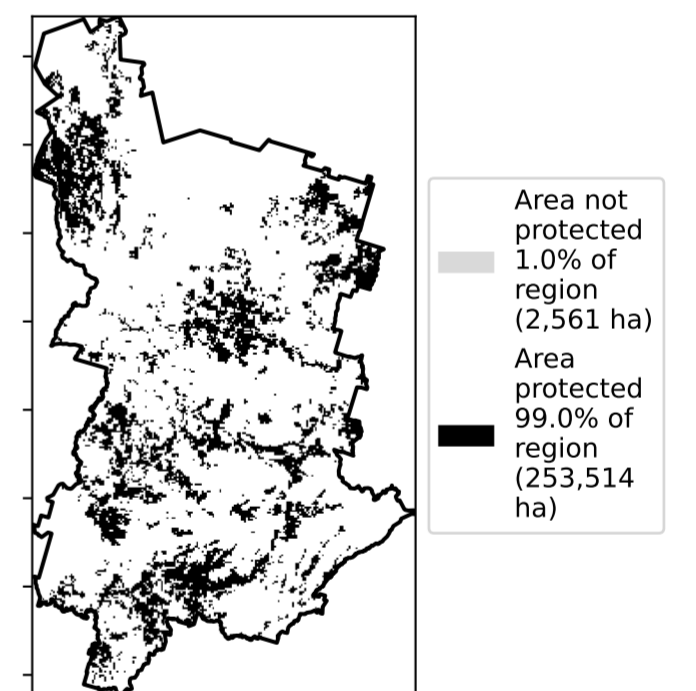 Area not
protected
1.0% of
region
(2,561 ha)
Area
protected
99.0% of
region
(253,514
ha)